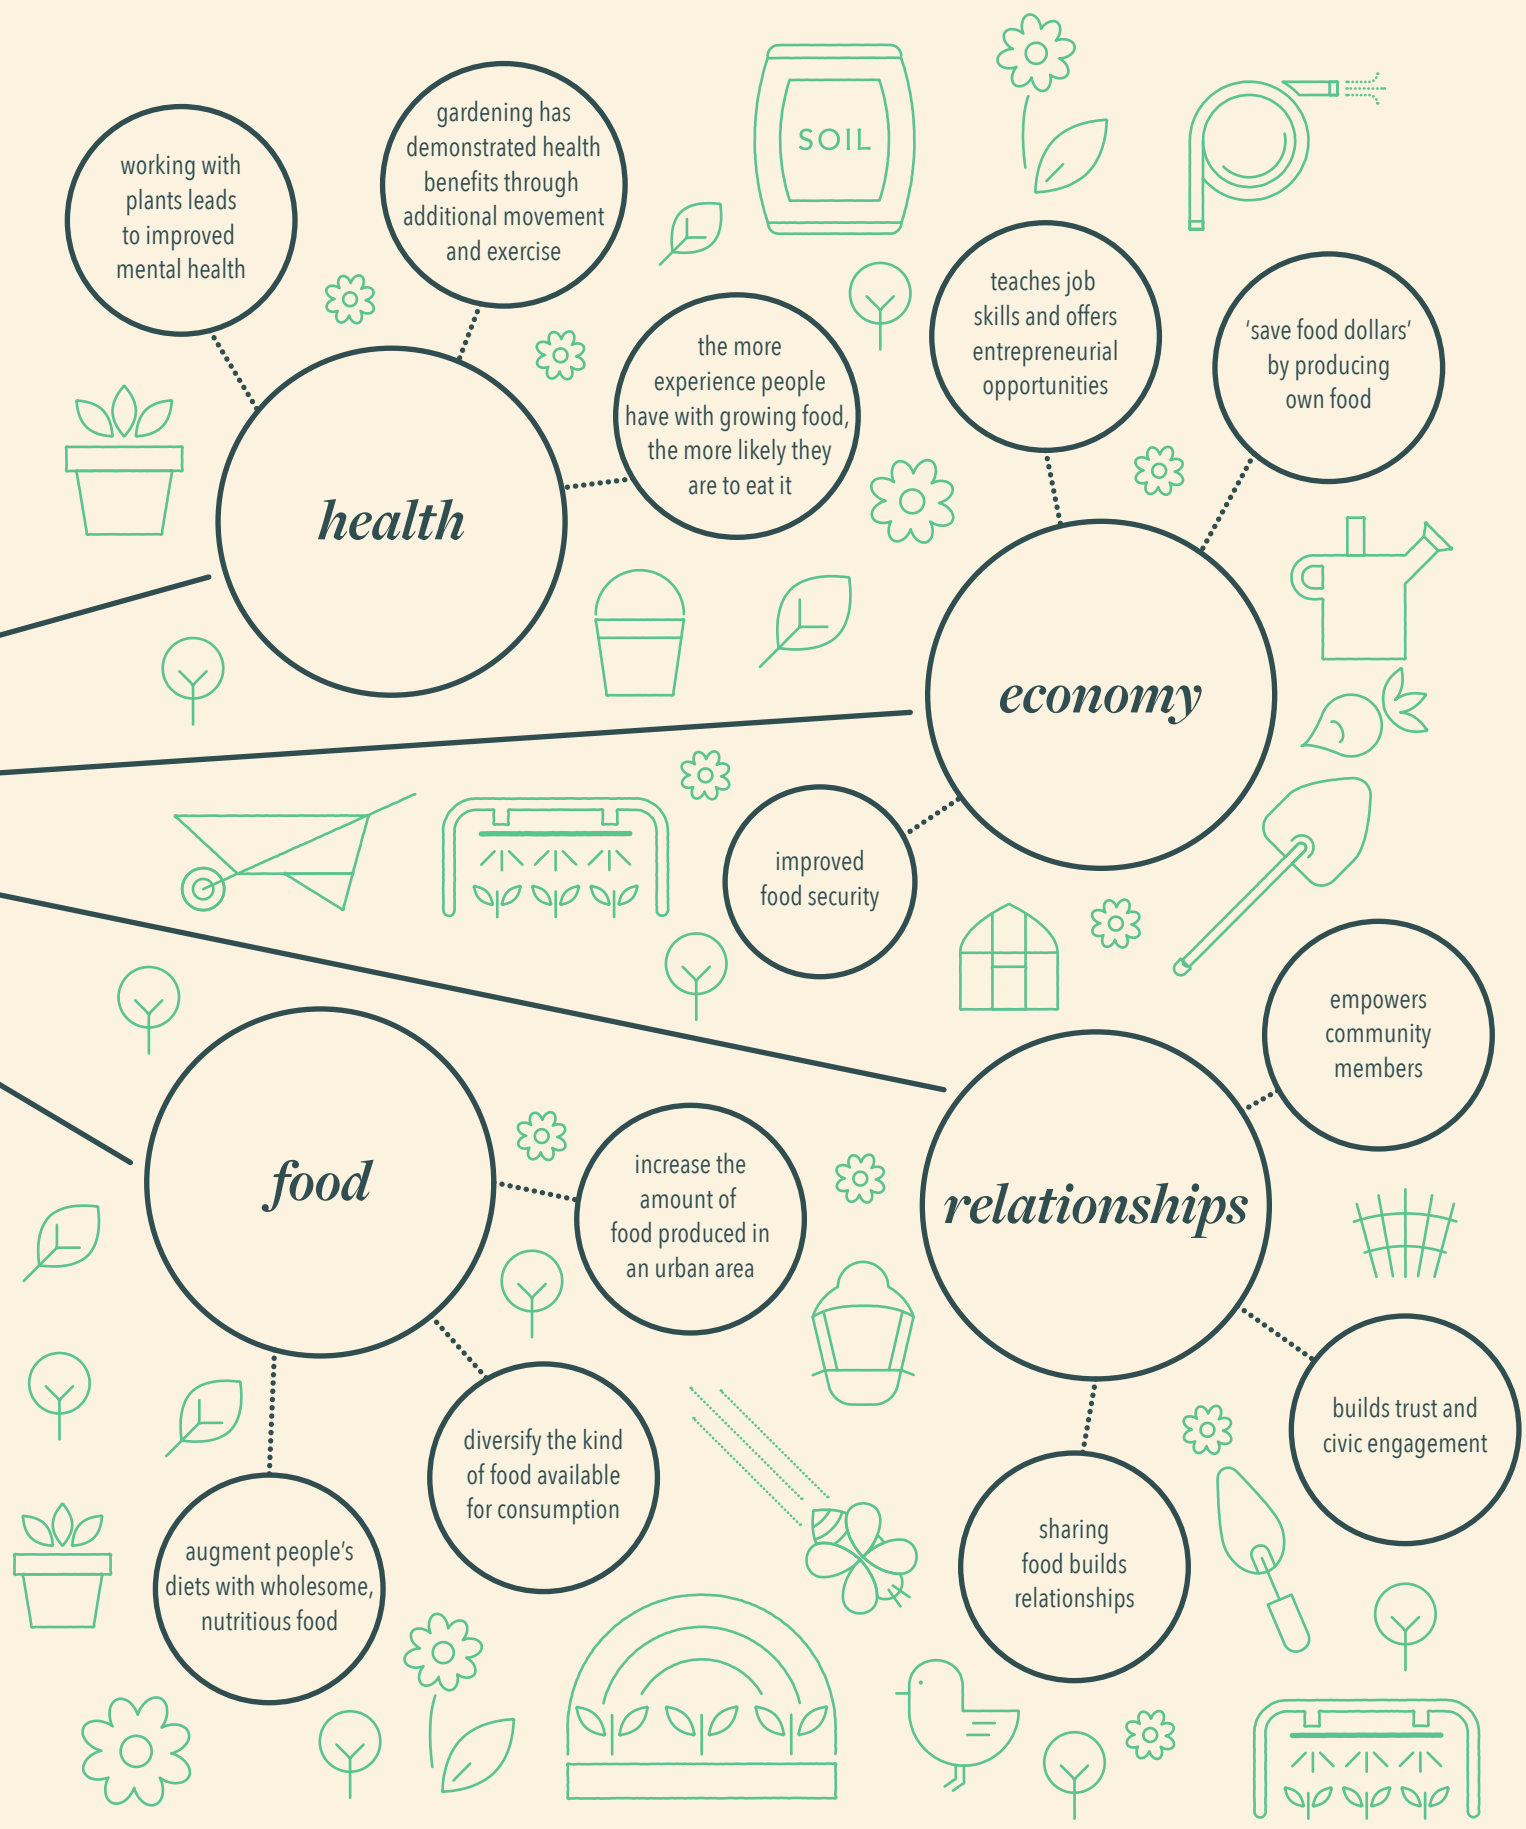 working with
plants leads
to improved
mental health
gardening has
demonstrated health
benefits through
additional movement
and exercise
SOIL
the more
experience people
have with growing food,
the more likely they
are to eat it
health
teaches job
skills and offers
entrepreneurial
opportunities
‘save food dollars’
by producing
own food
economy
improved
food security
food
increase the
amount of
food produced in
an urban area
diversify the kind
of food available
for consumption
augment people’s
diets with wholesome,
nutritious food
relationships
empowers
community
members
builds trust and
civic engagement
sharing
food builds
relationships